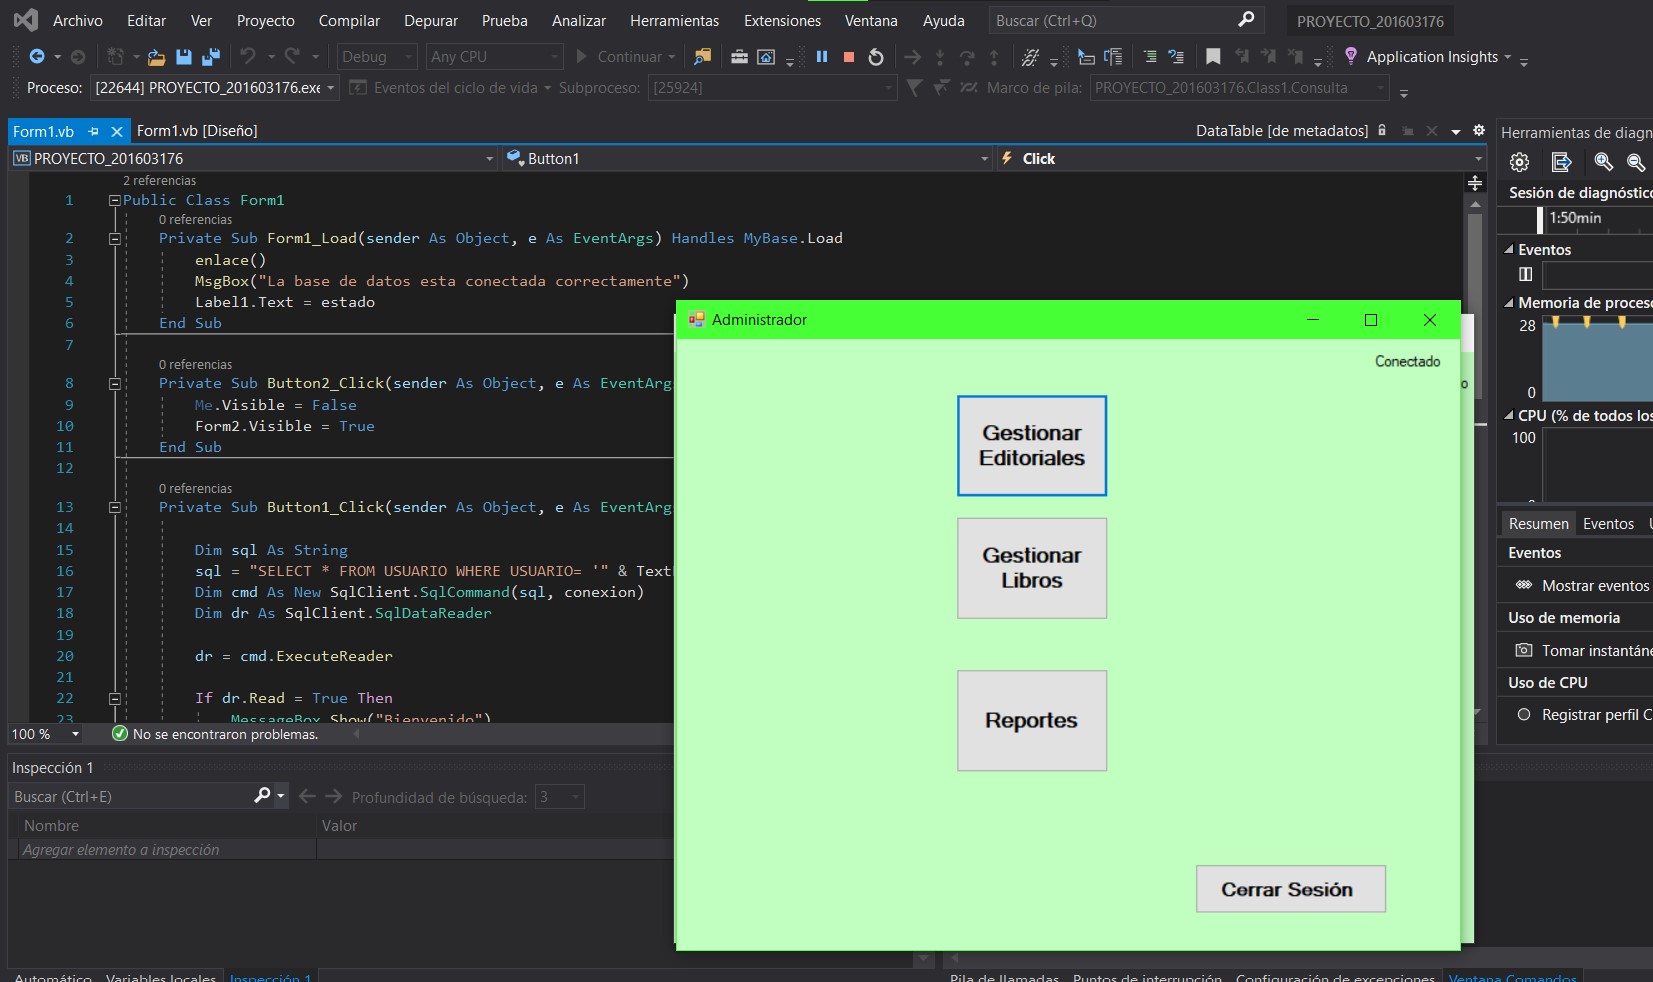 Archivo Editar Ver Proyecto Compilar Depurar Prueba Analizar Herramientas Extensiones Ventana Ayuda Buscar (Ctrl+Q) PROYECTO_201603176
Debug Any CPU Continuar Application Insights
Proceso: [22644] PROYECTO_201603176.exe Eventos del ciclo de vida Subproceso: [25924] Marco de pila: PROYECTO_201603176.Class1.Consulta
Form1.vb Form1.vb [Diseño] DataTable [de metadatos]
VB PROYECTO_201603176 Button1 Click
2 referencias
1 Public Class Form1
0 referencias
2 Private Sub Form1_Load(sender As Object, e As EventArgs) Handles MyBase.Load
3 enlace()
4 MsgBox("La base de datos esta conectada correctamente")
5 Label1.Text = estado
6 End Sub
7
0 referencias
8 Private Sub Button2_Click(sender As Object, e As EventArg
9 Me.Visible = False
10 Form2.Visible = True
11 End Sub
12
0 referencias
13 Private Sub Button1_Click(sender As Object, e As EventArg
14
15 Dim sql As String
16 sql = "SELECT * FROM USUARIO WHERE USUARIO= '" & Text
17 Dim cmd As New SqlClient.SqlCommand(sql, conexion)
18 Dim dr As SqlClient.SqlDataReader
19
20 dr = cmd.ExecuteReader
21
22 If dr.Read = True Then
23 MessageBox.Show("Bienvenido")
100 % No se encontraron problemas.
Administrador
Conectado
o
Gestionar
Editoriales
Gestionar
Libros
Reportes
Cerrar Sesión
Herramientas de diagn
Sesión de diagnóstico
1:50min
Eventos
Memoria de proceso
28
0
CPU (% de todos los
100
Resumen Eventos
Eventos
Mostrar eventos
Uso de memoria
Tomar instantáne
Uso de CPU
Registrar perfil C
Inspección 1
Buscar (Ctrl+E) Profundidad de búsqueda: 3
Nombre Valor
Agregar elemento a inspección
Automático Variables locales Inspección 1 Pila de llamadas Puntos de interrupción Configuración de excepciones Ventana Comandos